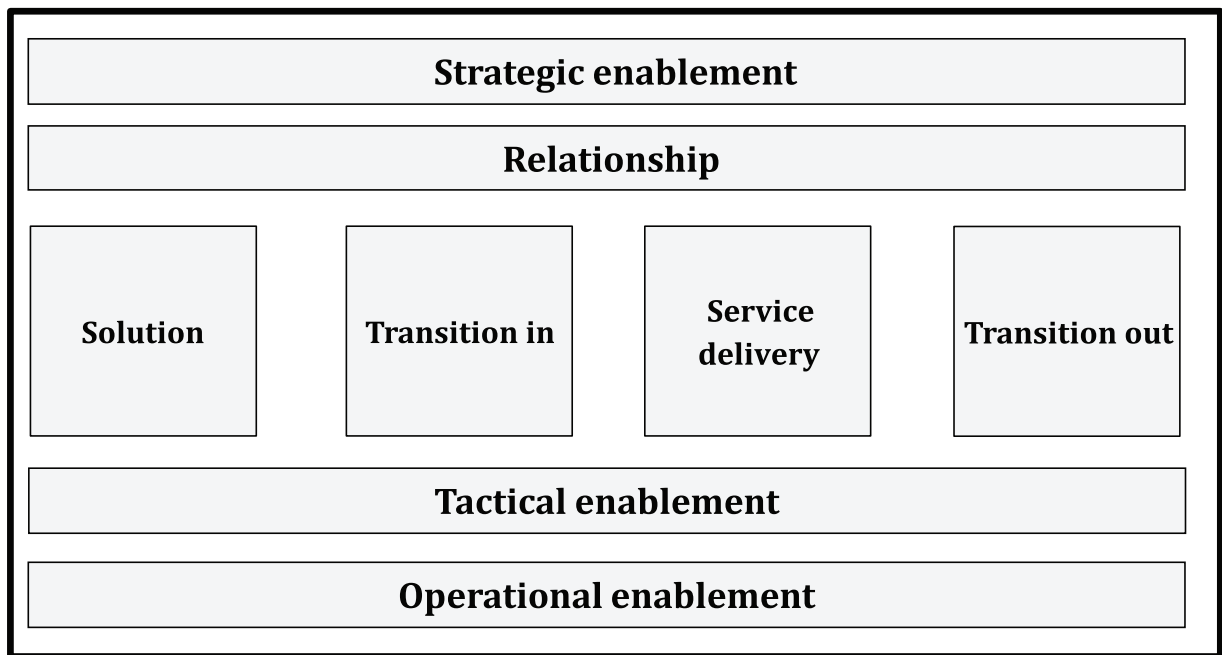 Strategic enablement
Relationship
Solution
Transition in
Service
delivery
Transition out
Tactical enablement
Operational enablement